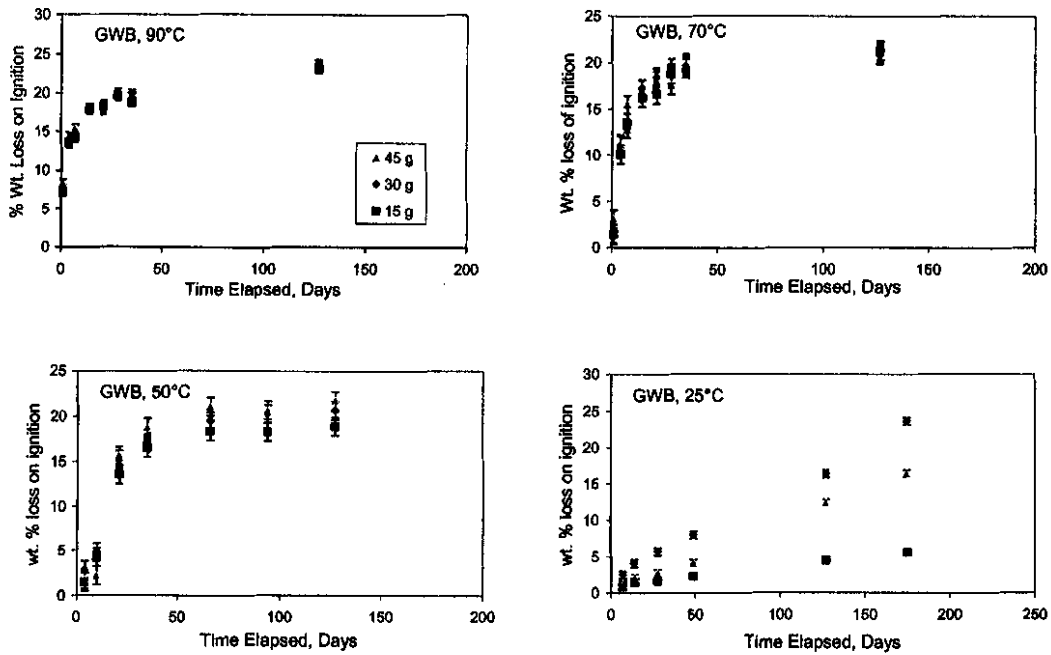 GWB, 90°C
% Wt. Loss on Ignition
30
25
20
15
10
5
0
▲ 45 g
◆ 30 g
■ 15 g
0 50 100 150 200
Time Elapsed, Days
GWB, 70°C
Wt. % loss of ignition
25
20
15
10
5
0
0 50 100 150 200
Time Elapsed, Days
GWB, 50°C
wt. % loss on ignition
25
20
15
10
5
0
0 50 100 150 200
Time Elapsed, Days
GWB, 25°C
wt. % loss on ignition
30
25
20
15
10
5
0
0 50 100 150 200 250
Time Elapsed, Days